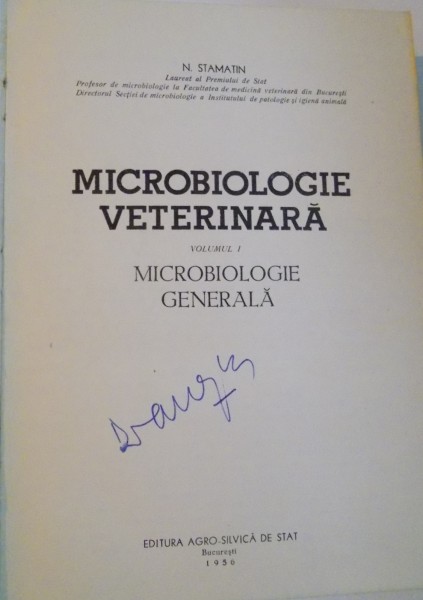 N. STAMATIN
Laureat al Premiului de Stat
Profesor de microbiologie la Facultatea de medicină veterinară din Bucureşti
Directorul Secţiei de microbiologie a Institutului de patologie şi igienă animală
MICROBIOLOGIE
VETERINARĂ
VOLUMUL I
MICROBIOLOGIE
GENERALĂ
EDITURA AGRO-SILVICĂ DE STAT
Bucureşti
1956